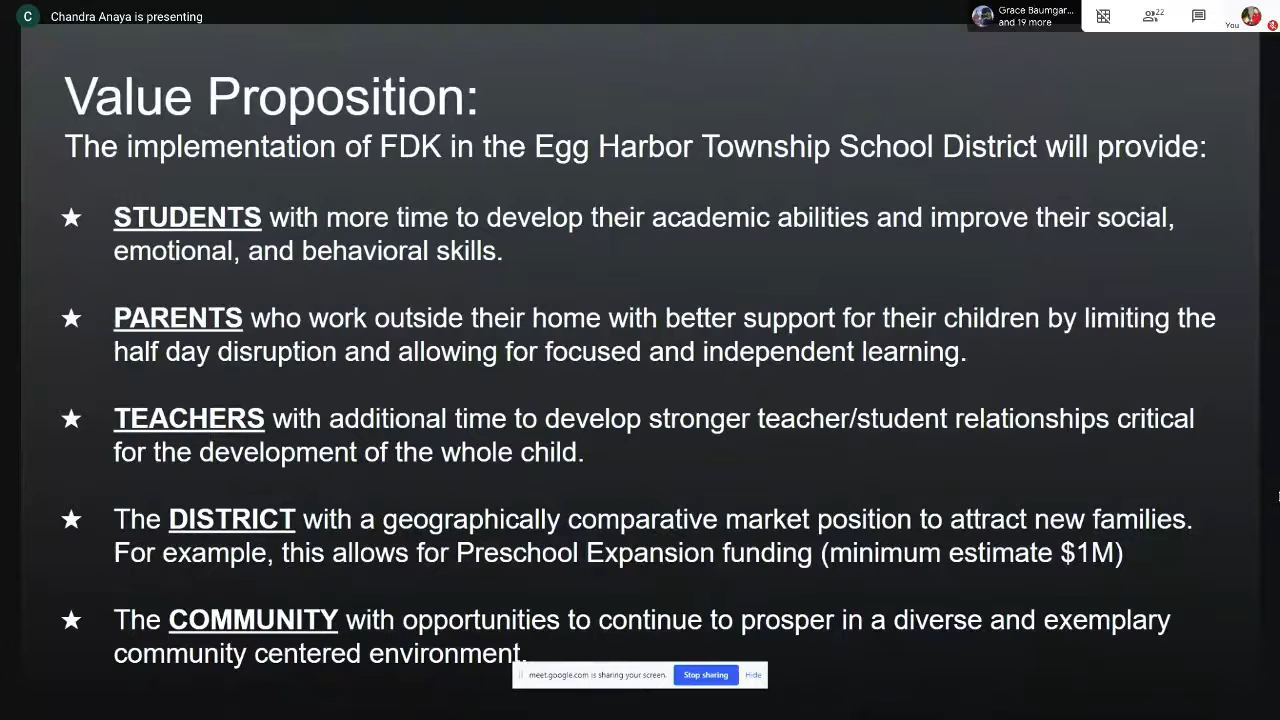 C Chandra Anaya is presenting
Grace Baumgar...
and 19 more
22
You
Value Proposition:
The implementation of FDK in the Egg Harbor Township School District will provide:
★ STUDENTS with more time to develop their academic abilities and improve their social,
emotional, and behavioral skills.
★ PARENTS who work outside their home with better support for their children by limiting the
half day disruption and allowing for focused and independent learning.
★ TEACHERS with additional time to develop stronger teacher/student relationships critical
for the development of the whole child.
★ The DISTRICT with a geographically comparative market position to attract new families.
For example, this allows for Preschool Expansion funding (minimum estimate $1M)
★ The COMMUNITY with opportunities to continue to prosper in a diverse and exemplary
community centered environment.
meet.google.com is sharing your screen. Stop sharing Hide